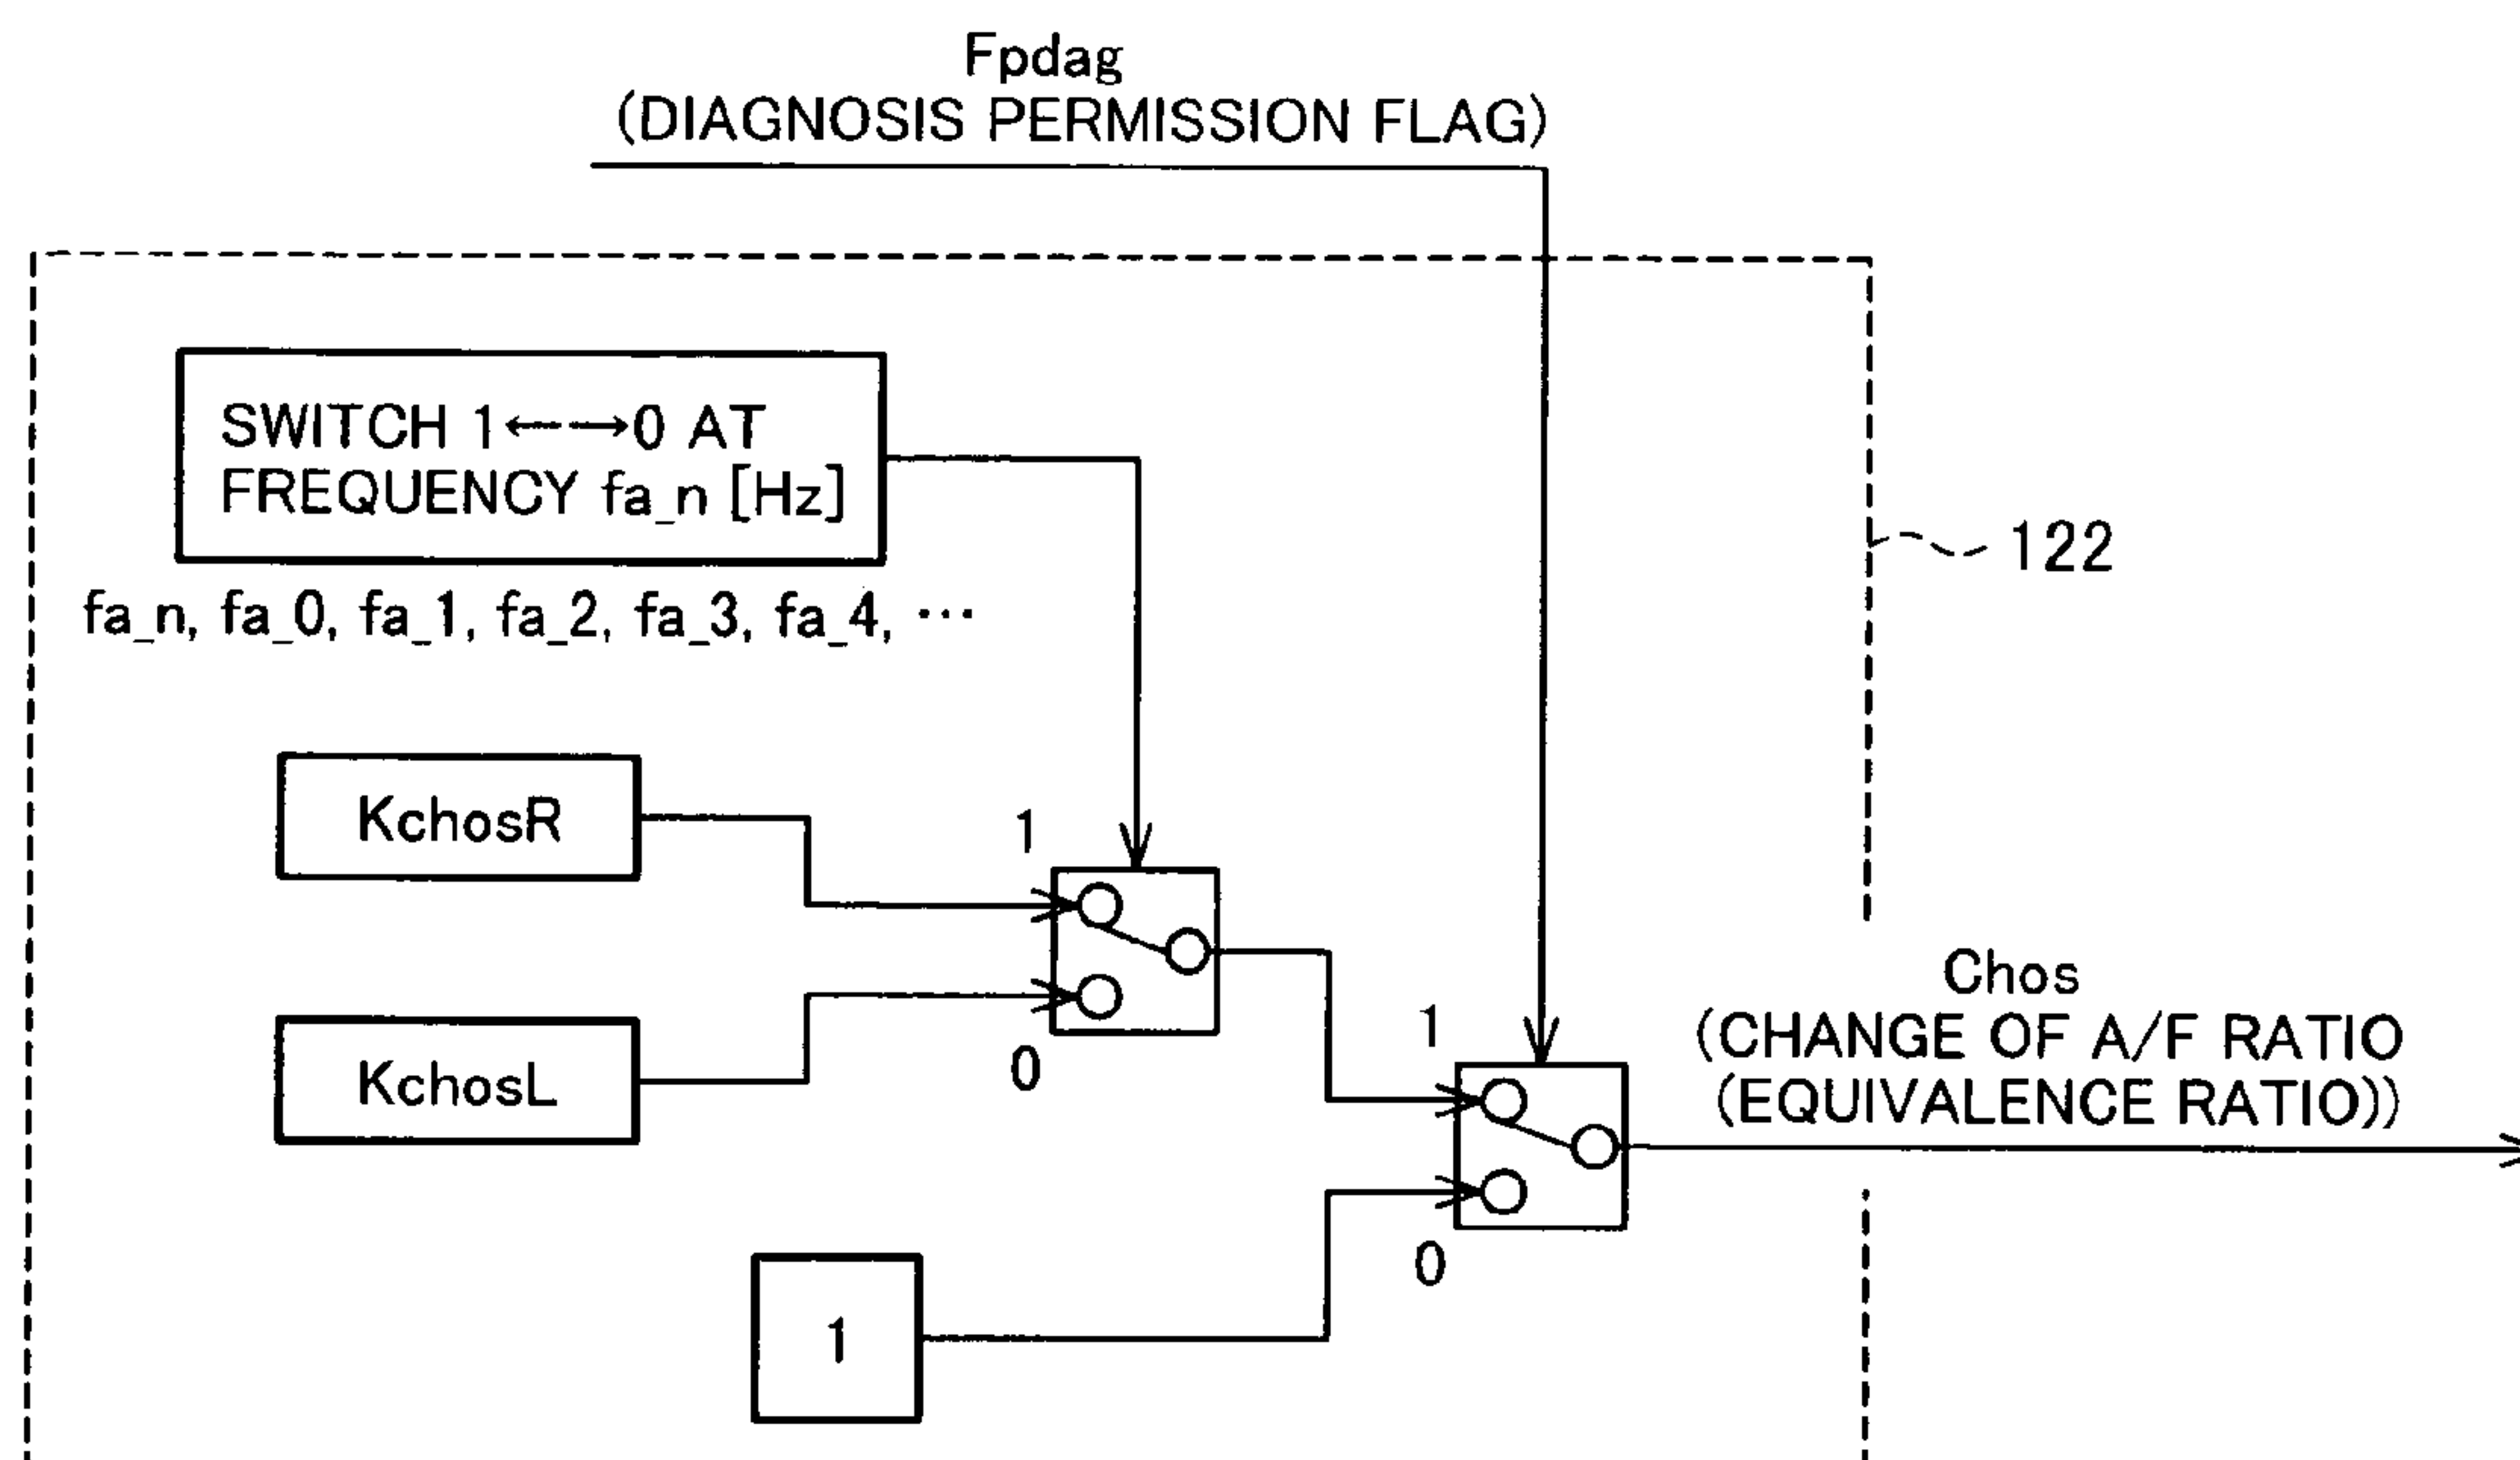 Fpdag
(DIAGNOSIS PERMISSION FLAG)
SWITCH 1←--→0 AT
FREQUENCY fa_n [Hz]
122
fa_n, fa_0, fa_1, fa_2, fa_3, fa_4, ⋯
KchosR
1
KchosL
0
Chos
(CHANGE OF A/F RATIO
(EQUIVALENCE RATIO))
1
0
1